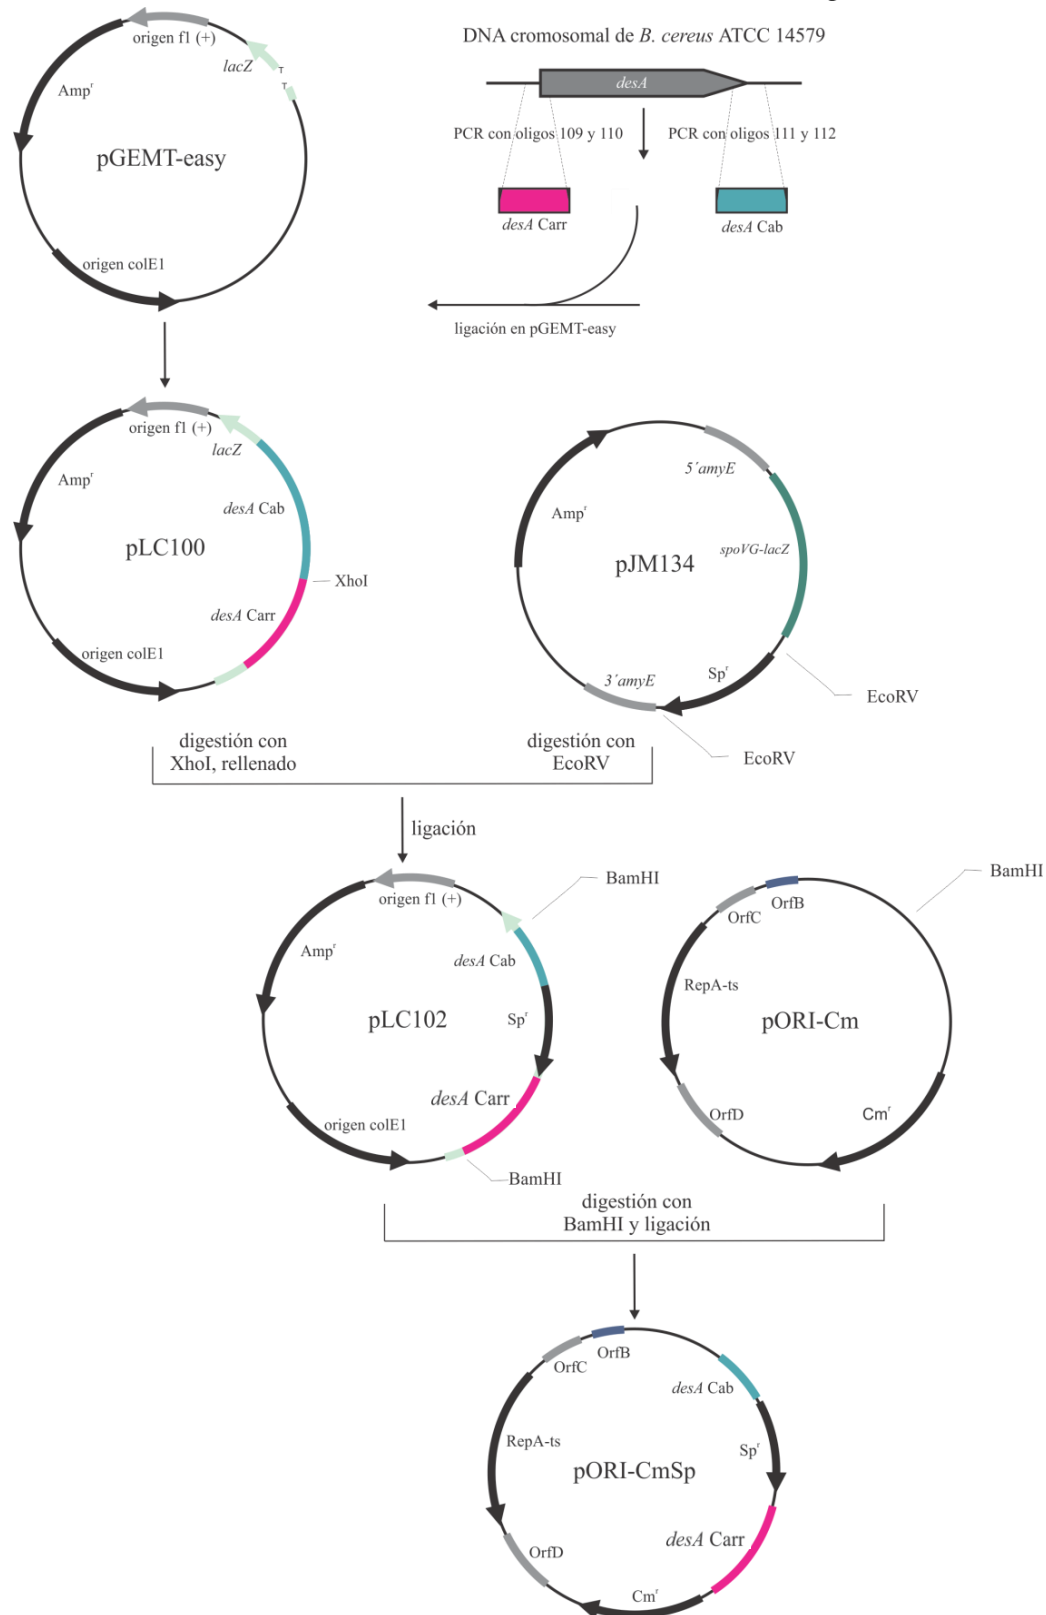 origen f1 (+)
lacZ
T
T
Ampʳ
pGEMT-easy
origen colE1
DNA cromosomal de B. cereus ATCC 14579
desA
PCR con oligos 109 y 110
PCR con oligos 111 y 112
desA Carr
desA Cab
ligación en pGEMT-easy
origen f1 (+)
lacZ
Ampʳ
desA Cab
pLC100
XhoI
desA Carr
origen colE1
5´amyE
Ampʳ
spoVG-lacZ
pJM134
Spʳ
3´amyE
EcoRV
EcoRV
digestión con
XhoI, rellenado
digestión con
EcoRV
ligación
origen f1 (+)
BamHI
Ampʳ
desA Cab
pLC102
Spʳ
desA Carr
origen colE1
BamHI
BamHI
OrfB
OrfC
RepA-ts
pORI-Cm
OrfD
Cmʳ
digestión con
BamHI y ligación
OrfB
OrfC
desA Cab
RepA-ts
Spʳ
pORI-CmSp
desA Carr
OrfD
Cmʳ